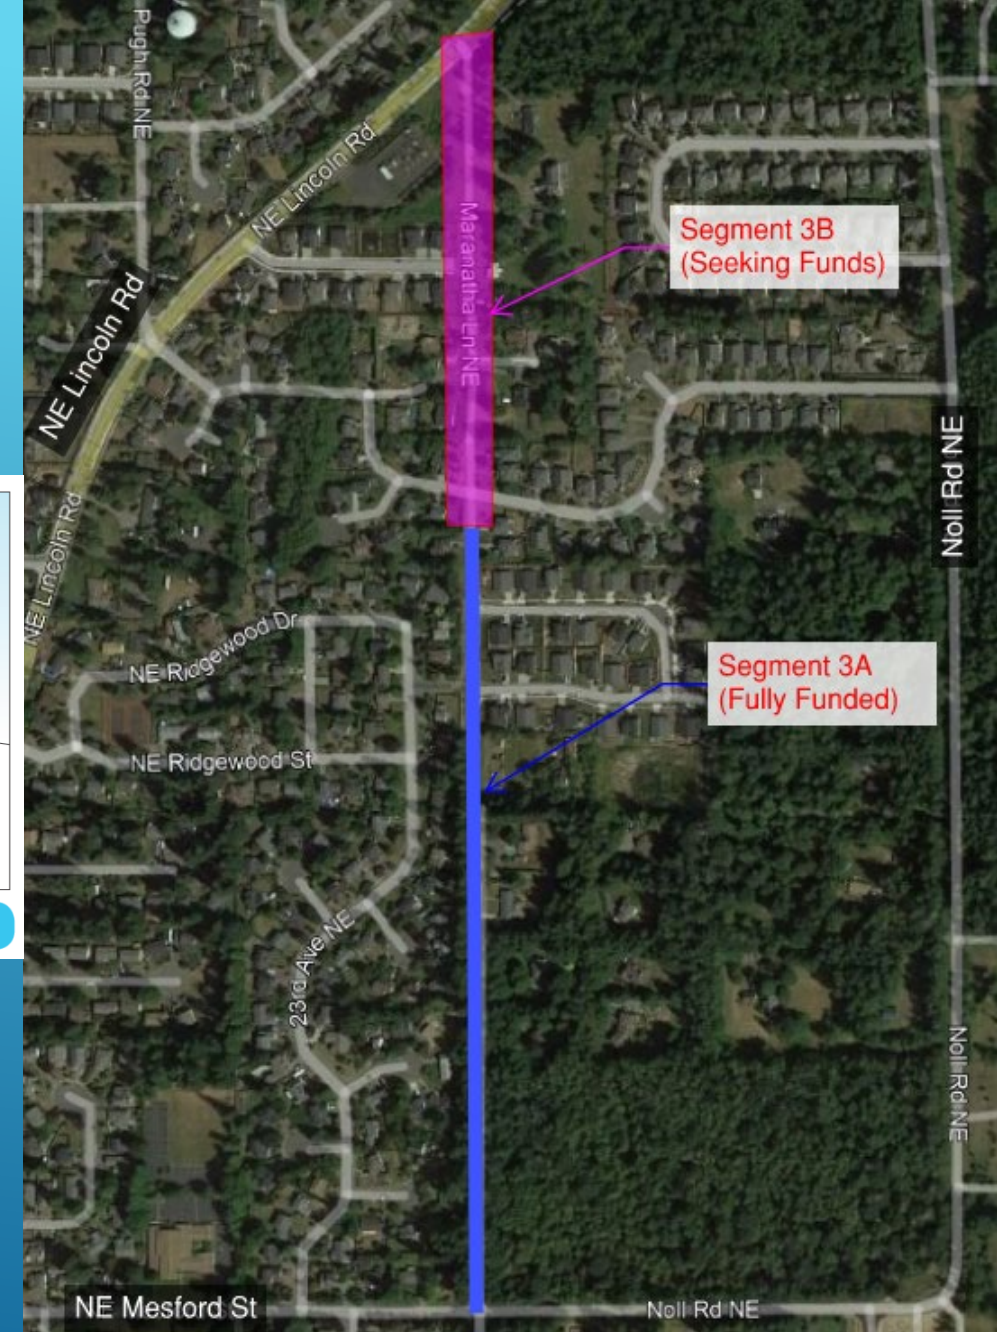 Pugh Rd NE
NE Lincoln Rd
Maranatha Ln NE
Segment 3B
(Seeking Funds)
NE Lincoln Rd
Noll Rd NE
NE Lincoln Rd
NE Ridgewood Dr
Segment 3A
(Fully Funded)
NE Ridgewood St
23rd Ave NE
Noll Rd NE
NE Mesford St
Noll Rd NE